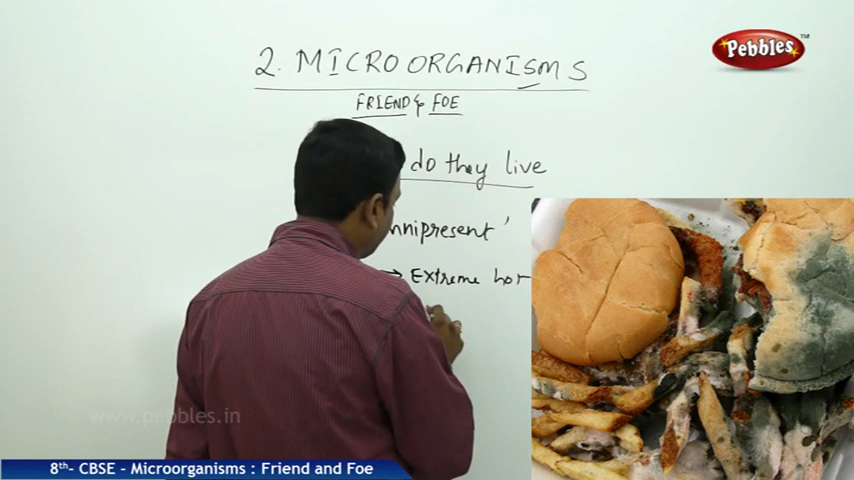 Pebbles
2. MICROORGANISMS
FRIEND & FOE
do they live
Extreme hot
www.pebbles.in
8th- CBSE - Microorganisms : Friend and Foe